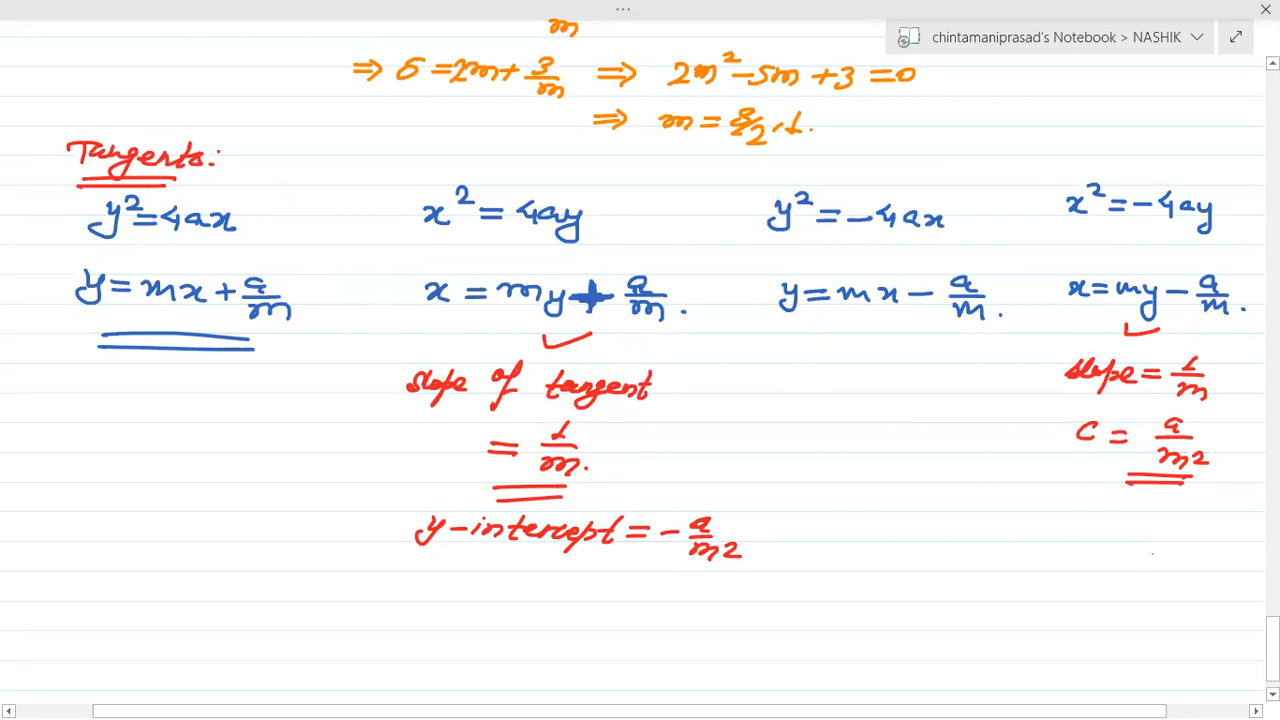 chintamaniprasad's Notebook > NASHIK
m
⇒ 5 = 2m + 3/m ⇒ 2m² - 5m + 3 = 0
⇒ m = 3/2, 1.
Tangents:
y² = 4ax x² = 4ay y² = -4ax x² = -4ay
y = mx + a/m x = my + a/m. y = mx - a/m. x = my - a/m.
slope of tangent slope = 1/m
= 1/m. C = a/m²
y-intercept = - a/m²